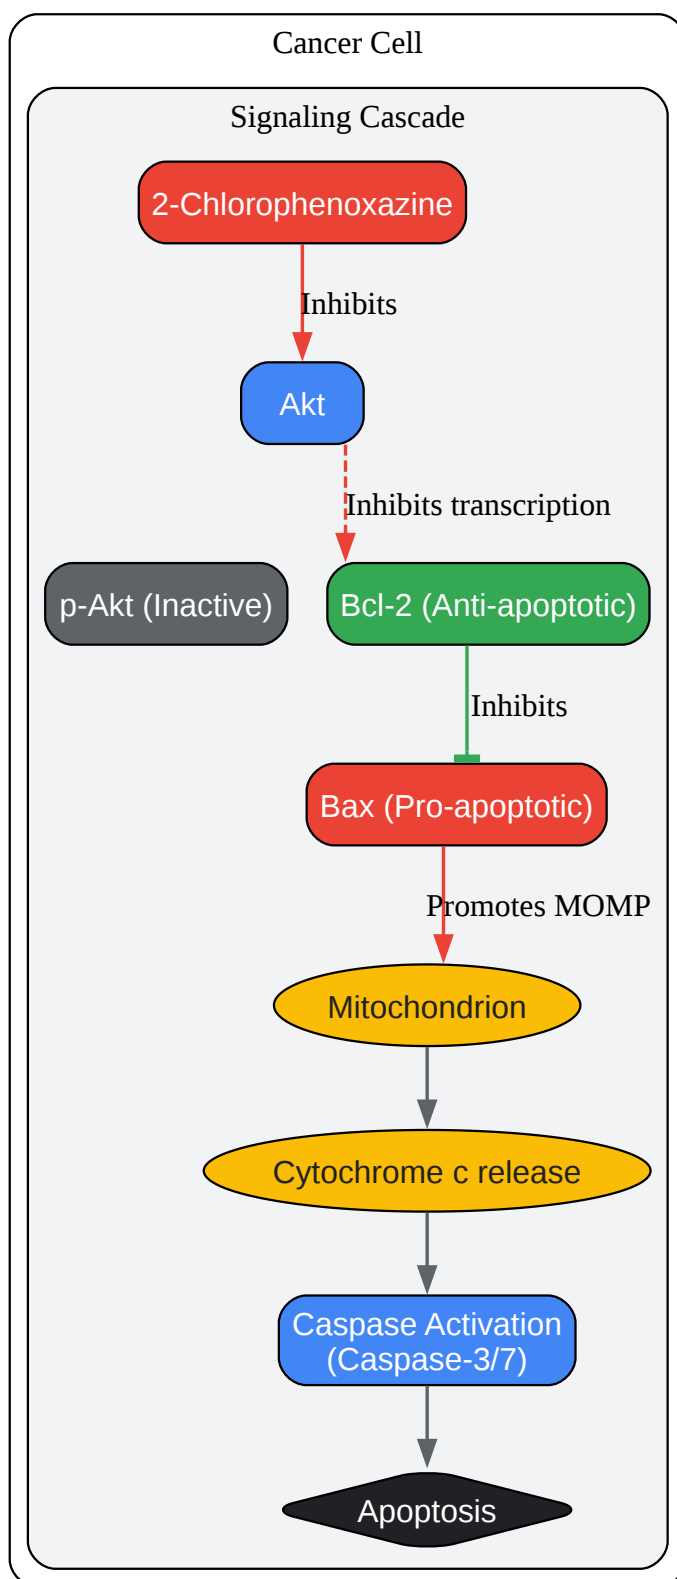 Cancer Cell
Signaling Cascade
2-Chlorophenoxazine
Inhibits
Akt
Inhibits transcription
p-Akt (Inactive)
Bcl-2 (Anti-apoptotic)
Inhibits
Bax (Pro-apoptotic)
Promotes MOMP
Mitochondrion
Cytochrome c release
Caspase Activation
(Caspase-3/7)
Apoptosis